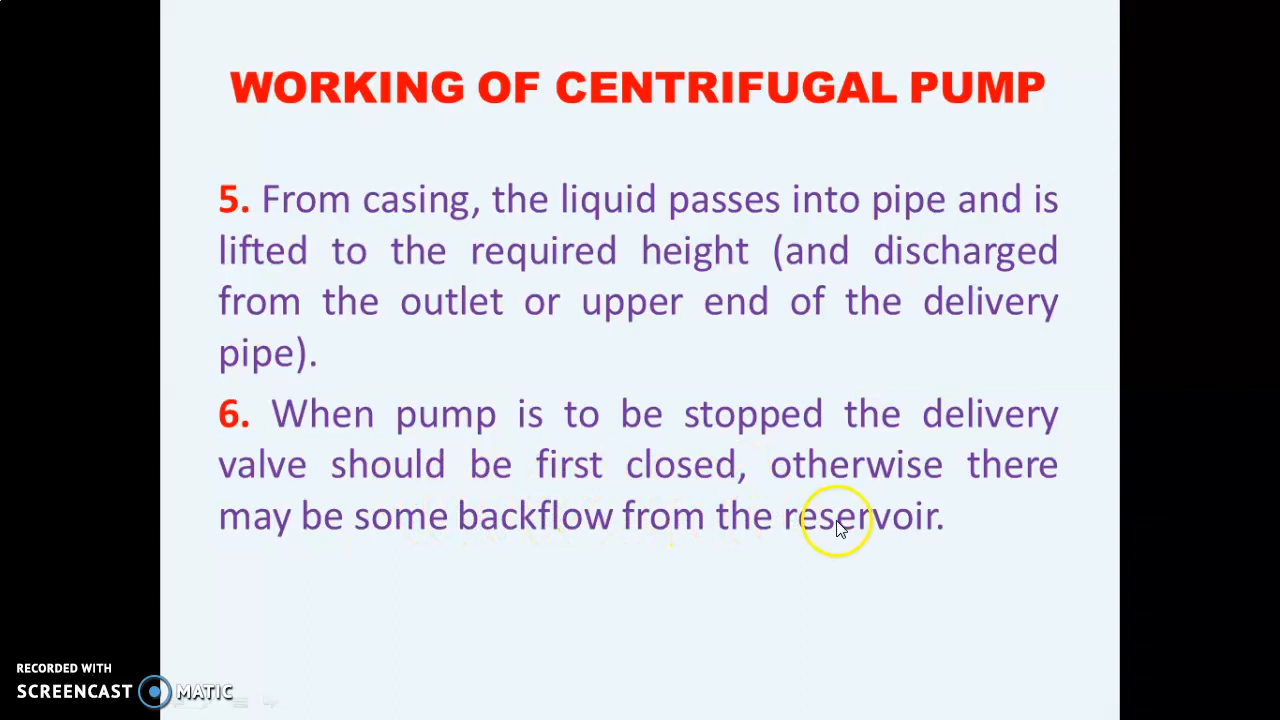 WORKING OF CENTRIFUGAL PUMP
5. From casing, the liquid passes into pipe and is
lifted to the required height (and discharged
from the outlet or upper end of the delivery
pipe).
6. When pump is to be stopped the delivery
valve should be first closed, otherwise there
may be some backflow from the reservoir.
RECORDED WITH
SCREENCAST MATIC